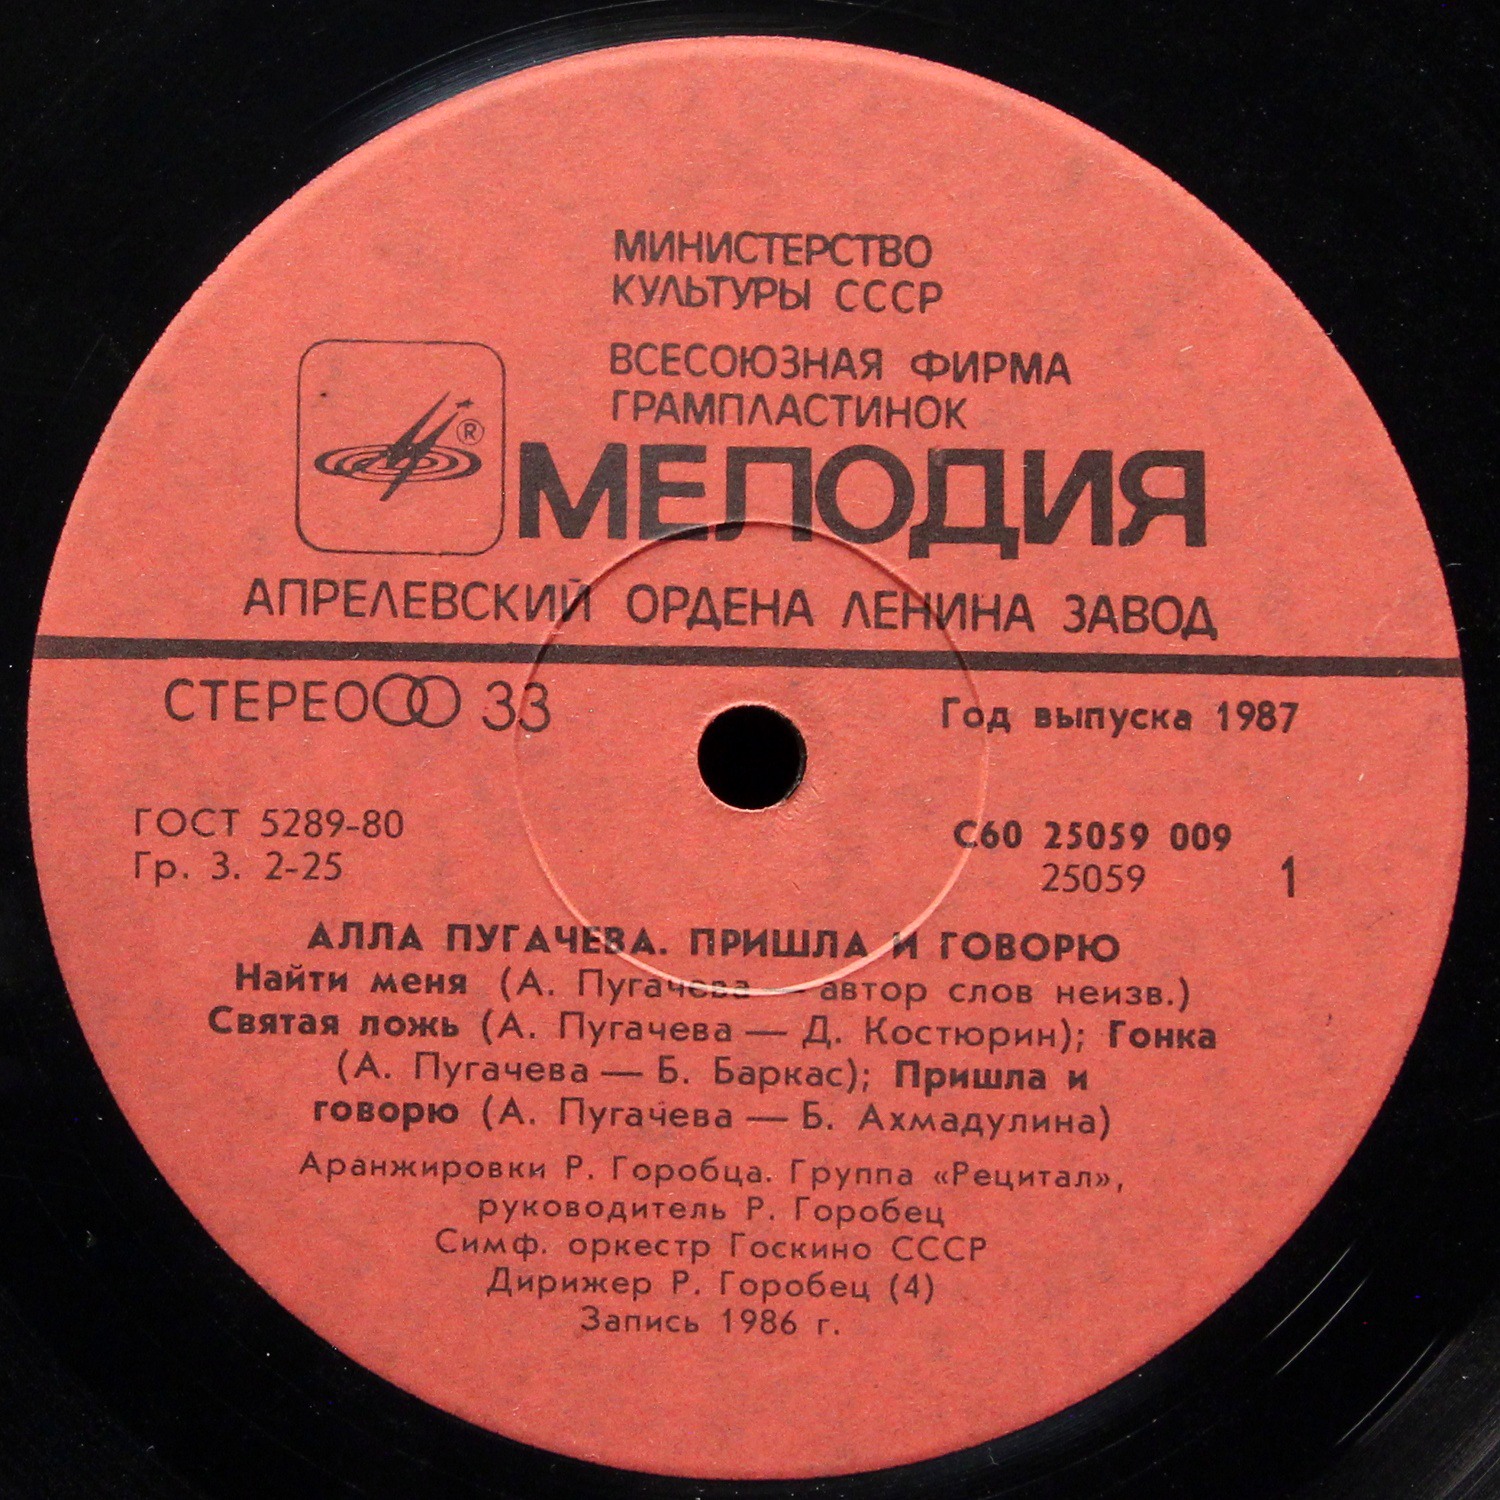 МИНИСТЕРСТВО
КУЛЬТУРЫ СССР
ВСЕСОЮЗНАЯ ФИРМА
ГРАМПЛАСТИНОК
®
МЕЛОДИЯ
АПРЕЛЕВСКИЙ ОРДЕНА ЛЕНИНА ЗАВОД
СТЕРЕО 33
Год выпуска 1987
ГОСТ 5289-80
Гр. 3. 2-25
С60 25059 009
25059
1
АЛЛА ПУГАЧЕВА. ПРИШЛА И ГОВОРЮ
Найти меня (А. Пугачева — автор слов неизв.)
Святая ложь (А. Пугачева — Д. Костюрин); Гонка
(А. Пугачева — Б. Баркас); Пришла и
говорю (А. Пугачева — Б. Ахмадулина)
Аранжировки Р. Горобца. Группа «Рецитал»,
руководитель Р. Горобец
Симф. оркестр Госкино СССР
Дирижер Р. Горобец (4)
Запись 1986 г.